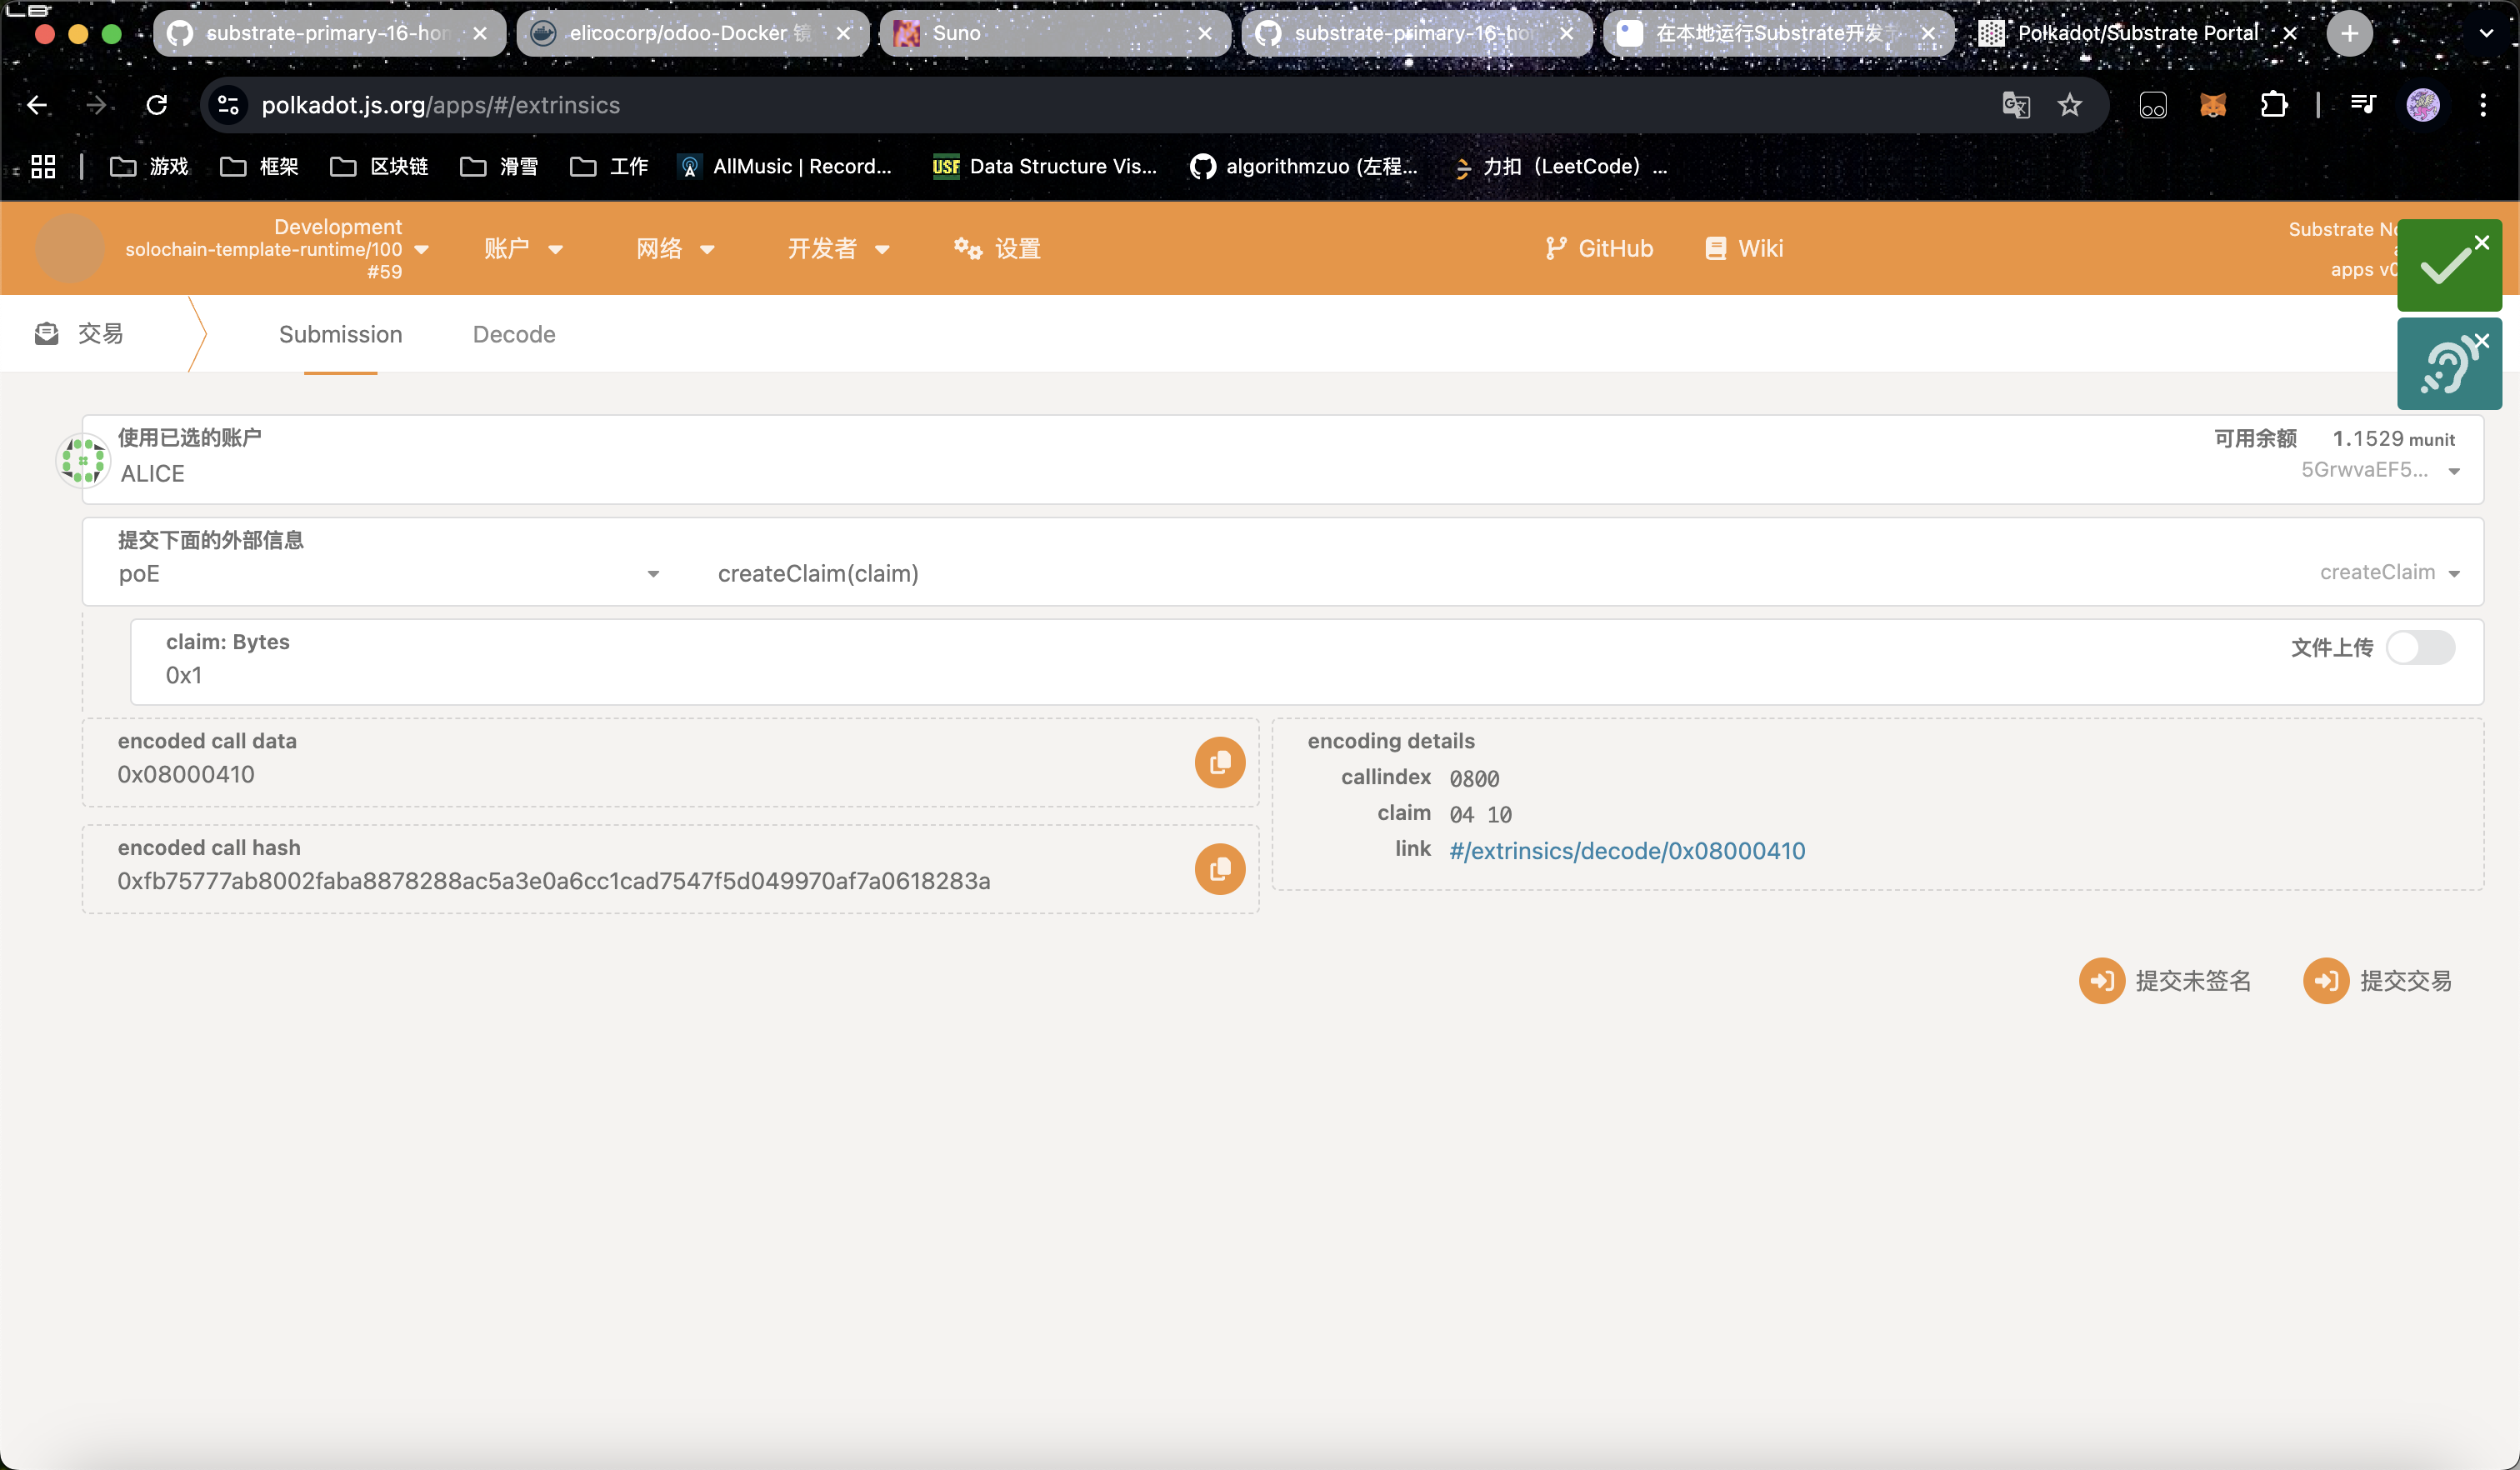 substrate-primary-16-hon
elicocorp/odoo-Docker 镜
Suno
substrate-primary-16-ho
在本地运行Substrate开发
Polkadot/Substrate Portal
polkadot.js.org/apps/#/extrinsics
游戏
框架
区块链
滑雪
工作
AllMusic | Record...
USF Data Structure Vis...
algorithmzuo (左程...
力扣（LeetCode）...
Development
solochain-template-runtime/100
#59
账户
网络
开发者
设置
GitHub
Wiki
Substrate No
apps v0
交易
Submission
Decode
使用已选的账户
ALICE
可用余额 1.1529 munit
5GrwvaEF5...
提交下面的外部信息
poE
createClaim(claim)
createClaim
claim: Bytes
0x1
文件上传
encoded call data
0x08000410
encoded call hash
0xfb75777ab8002faba8878288ac5a3e0a6cc1cad7547f5d049970af7a0618283a
encoding details
callindex 0800
claim 04 10
link #/extrinsics/decode/0x08000410
提交未签名
提交交易